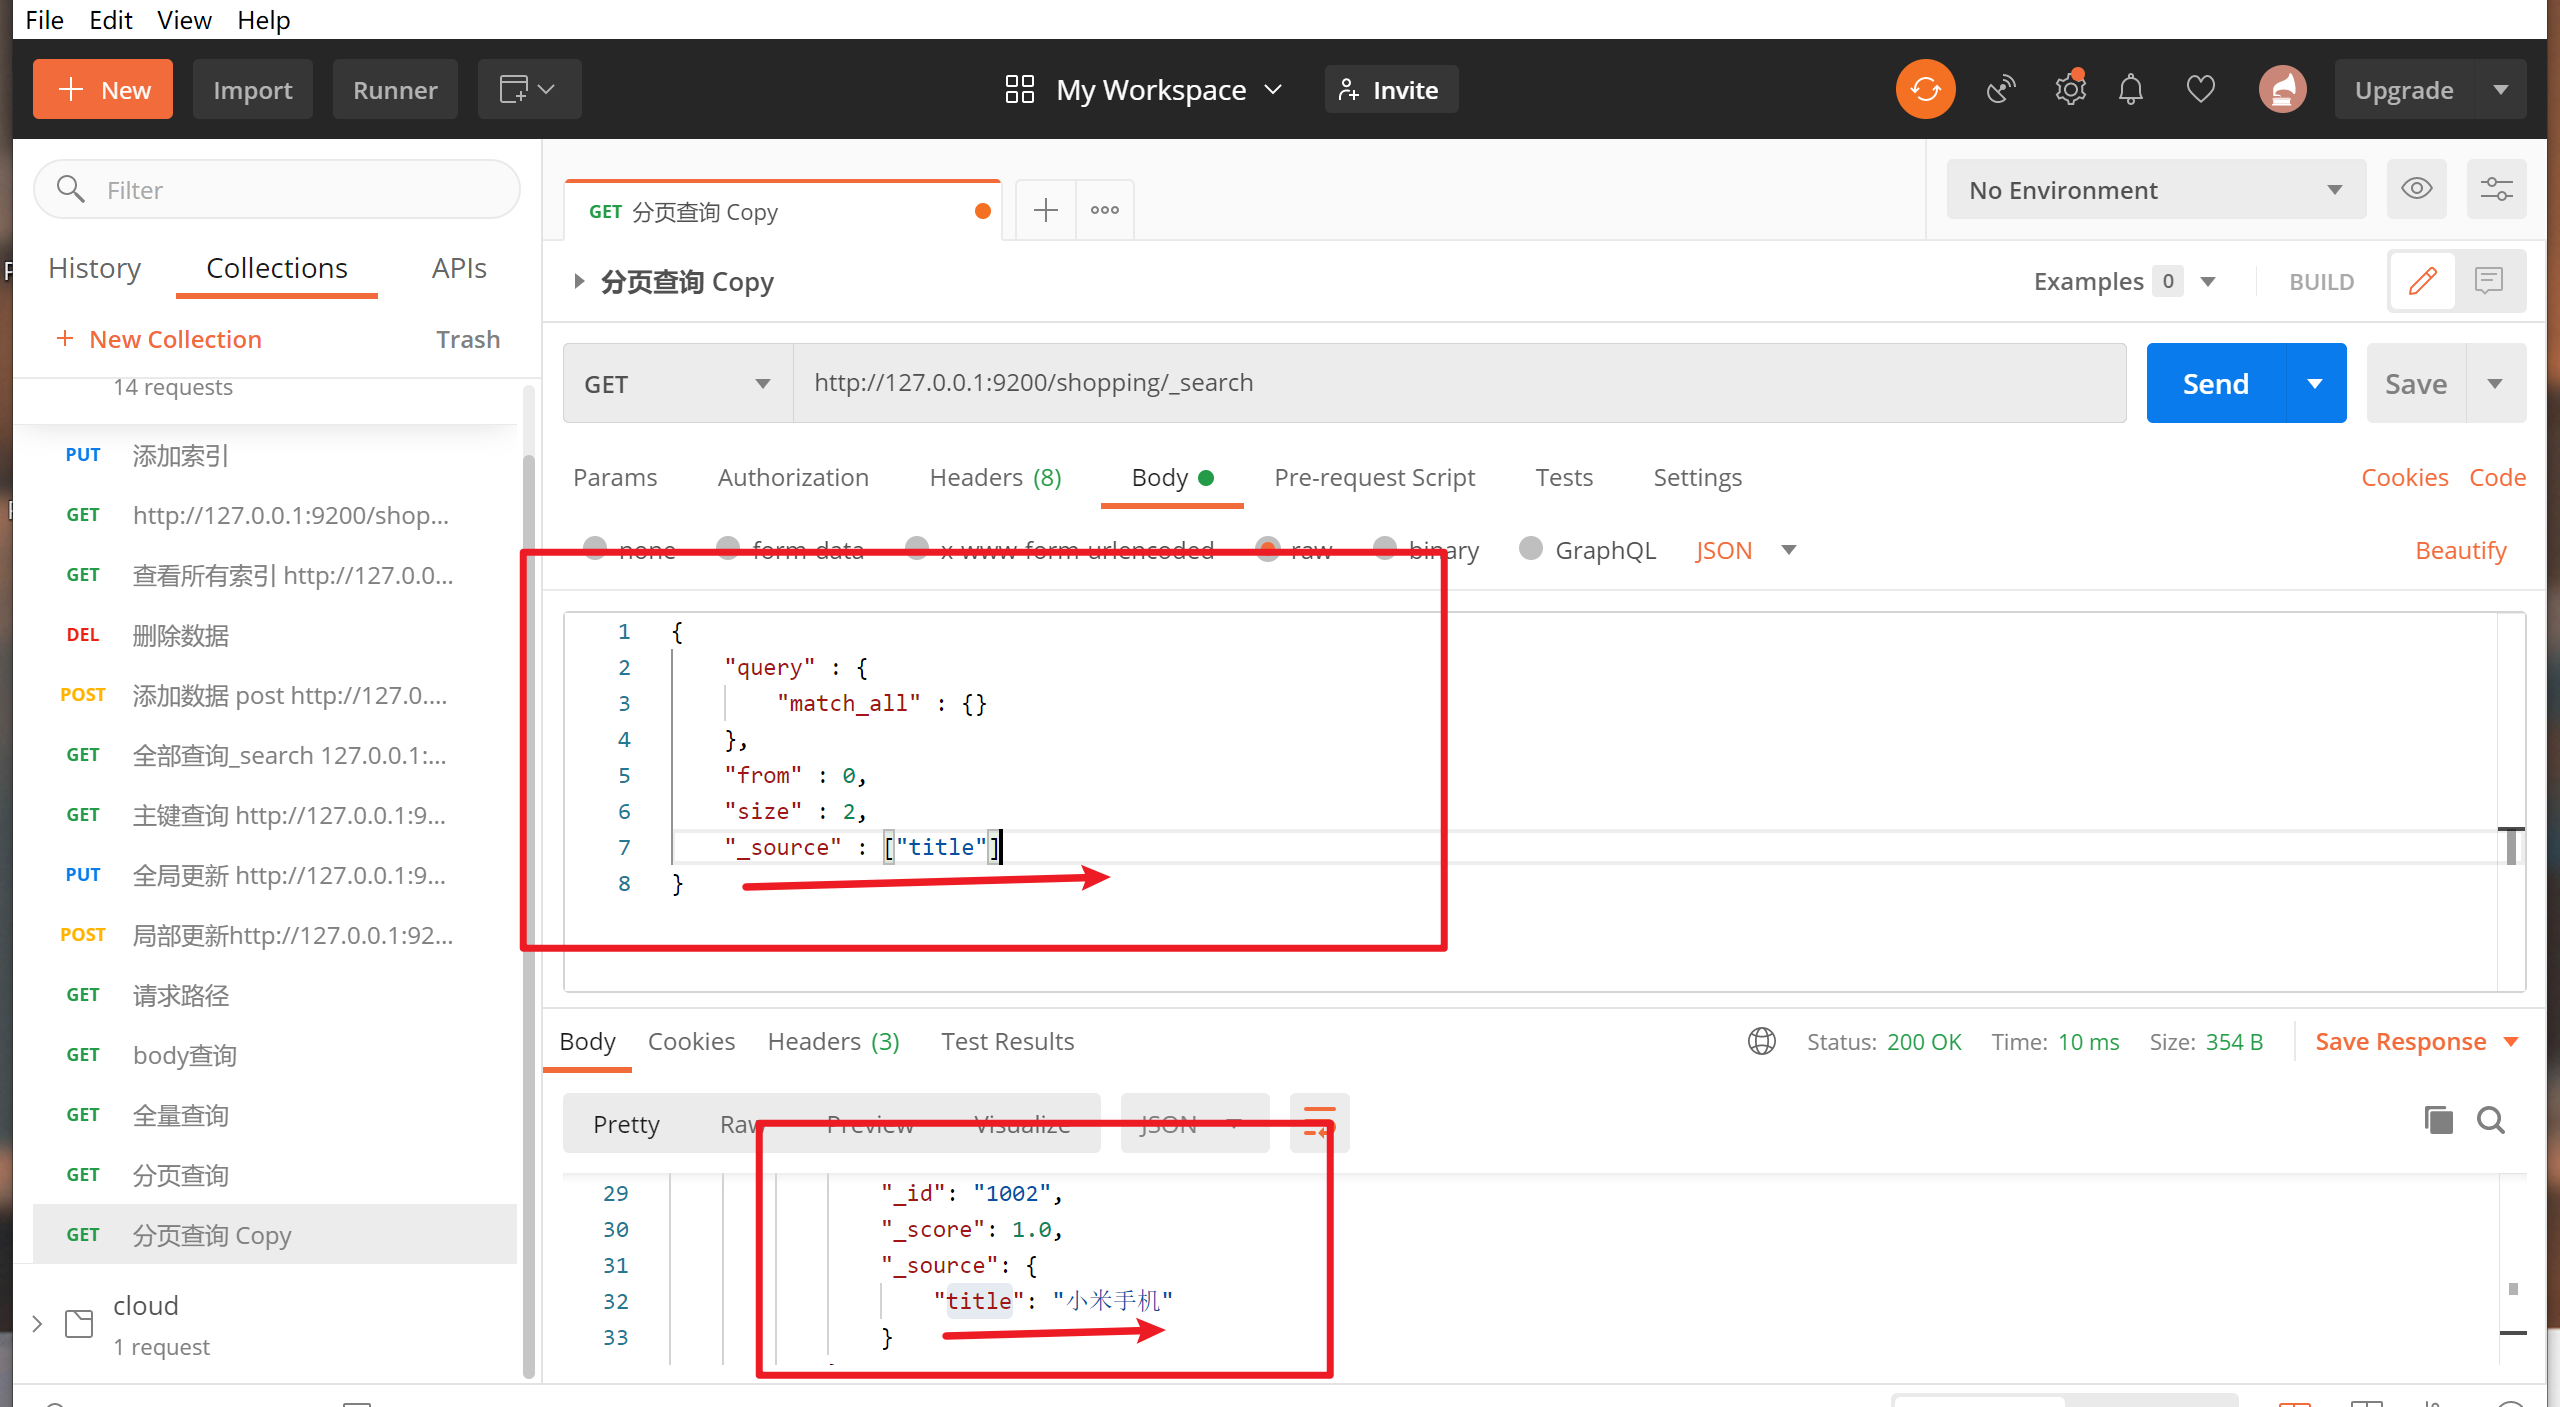 File Edit View Help
New Import Runner My Workspace Invite Upgrade
Filter
History Collections APIs
New Collection Trash
14 requests
PUT 添加索引
GET http://127.0.0.1:9200/shop...
GET 查看所有索引 http://127.0.0...
DEL 删除数据
POST 添加数据 post http://127.0....
GET 全部查询_search 127.0.0.1:...
GET 主键查询 http://127.0.0.1:9...
PUT 全局更新 http://127.0.0.1:9...
POST 局部更新http://127.0.0.1:92...
GET 请求路径
GET body查询
GET 全量查询
GET 分页查询
GET 分页查询 Copy
cloud
1 request
GET 分页查询 Copy
No Environment
分页查询 Copy
Examples 0 BUILD
GET http://127.0.0.1:9200/shopping/_search Send Save
Params Authorization Headers (8) Body Pre-request Script Tests Settings Cookies Code
none form-data x-www-form-urlencoded raw binary GraphQL JSON Beautify
1 {
2 "query" : {
3 "match_all" : {}
4 },
5 "from" : 0,
6 "size" : 2,
7 "_source" : ["title"]
8 }
Body Cookies Headers (3) Test Results Status: 200 OK Time: 10 ms Size: 354 B Save Response
Pretty Raw Preview Visualize JSON
29 "_id": "1002",
30 "_score": 1.0,
31 "_source": {
32 "title": "小米手机"
33 }